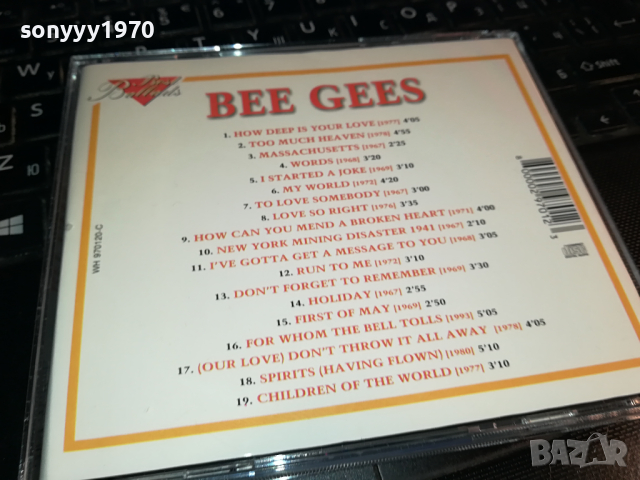 sonyyy1970
Best
Ballads
BEE GEES
1. HOW DEEP IS YOUR LOVE [1977] 4'05
2. TOO MUCH HEAVEN [1978] 4'55
3. MASSACHUSETTS [1967] 2'25
4. WORDS [1968] 3'20
5. I STARTED A JOKE [1969] 3'10
6. MY WORLD [1972] 4'20
7. TO LOVE SOMEBODY [1967] 3'00
8. LOVE SO RIGHT [1976] 3'35
9. HOW CAN YOU MEND A BROKEN HEART [1971] 4'00
10. NEW YORK MINING DISASTER 1941 [1967] 2'10
11. I'VE GOTTA GET A MESSAGE TO YOU [1968] 3'05
12. RUN TO ME [1972] 3'10
13. DON'T FORGET TO REMEMBER [1969] 3'30
14. HOLIDAY [1967] 2'55
15. FIRST OF MAY [1969] 2'50
16. FOR WHOM THE BELL TOLLS [1993] 5'05
17. (OUR LOVE) DON'T THROW IT ALL AWAY [1978] 4'05
18. SPIRITS (HAVING FLOWN) [1980] 5'10
19. CHILDREN OF THE WORLD [1977] 3'10
WH 970120-C
BAZAR